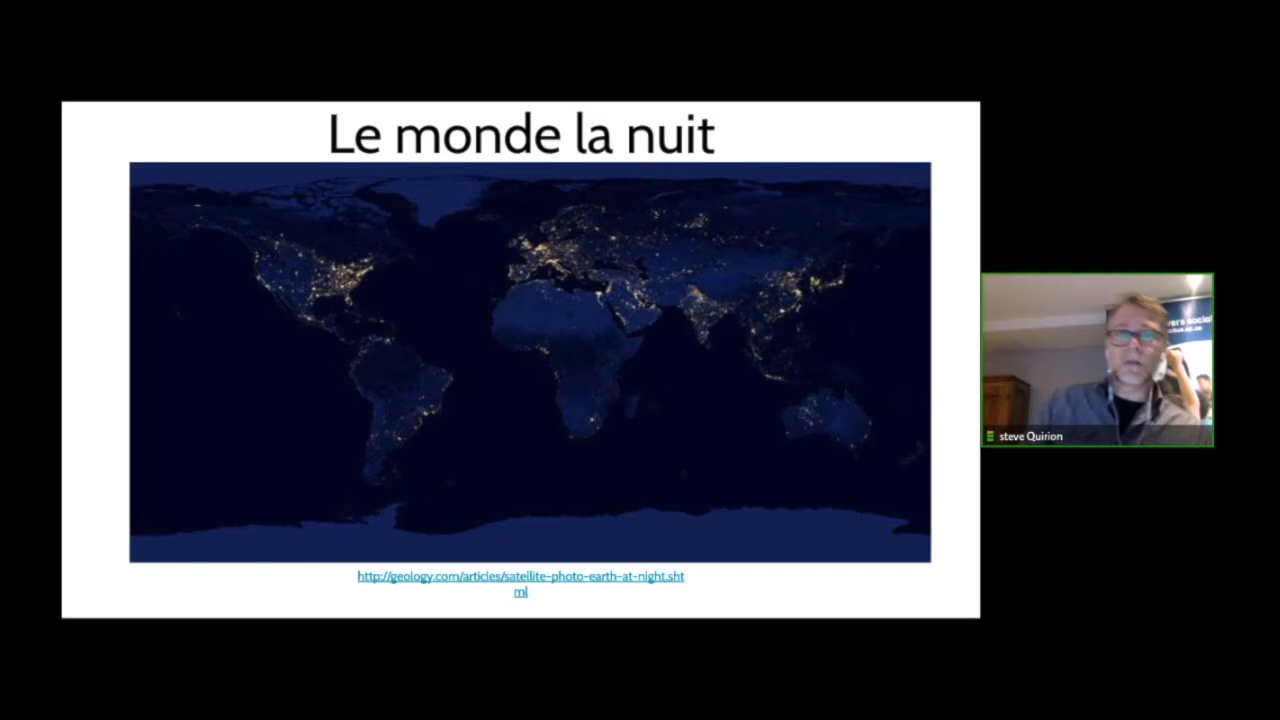 Le monde la nuit
http://geology.com/articles/satellite-photo-earth-at-night.sht
ml
steve Quirion